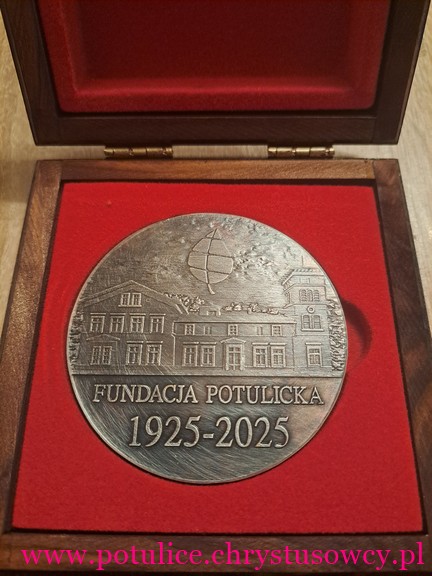 FUNDACJA POTULICKA
1925-2025
www.potulice.chrystusowcy.pl